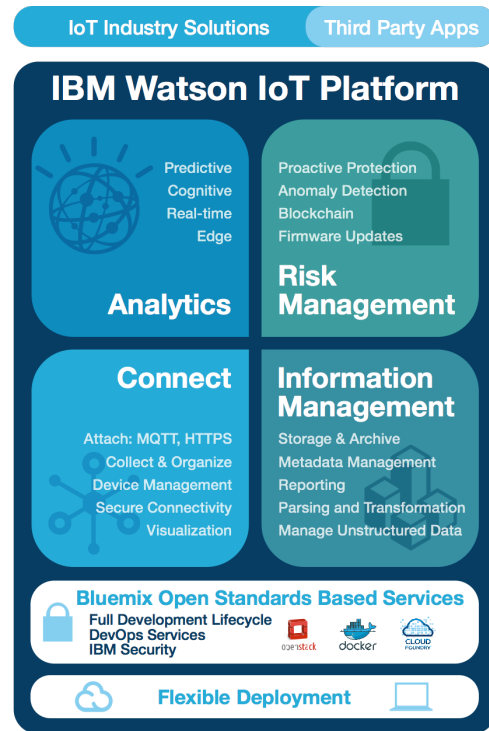 IoT Industry Solutions
Third Party Apps
IBM Watson IoT Platform
Predictive
Cognitive
Real-time
Edge
Analytics
Proactive Protection
Anomaly Detection
Blockchain
Firmware Updates
Risk
Management
Connect
Attach: MQTT, HTTPS
Collect & Organize
Device Management
Secure Connectivity
Visualization
Information
Management
Storage & Archive
Metadata Management
Reporting
Parsing and Transformation
Manage Unstructured Data
Bluemix Open Standards Based Services
Full Development Lifecycle
DevOps Services
IBM Security
openstack
docker
CLOUD
FOUNDRY
Flexible Deployment